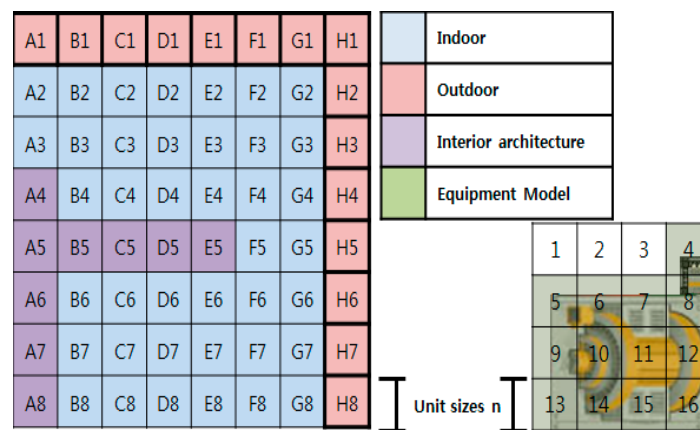 A1 B1 C1 D1 E1 F1 G1 H1
A2 B2 C2 D2 E2 F2 G2 H2
A3 B3 C3 D3 E3 F3 G3 H3
A4 B4 C4 D4 E4 F4 G4 H4
A5 B5 C5 D5 E5 F5 G5 H5
A6 B6 C6 D6 E6 F6 G6 H6
A7 B7 C7 D7 E7 F7 G7 H7
A8 B8 C8 D8 E8 F8 G8 H8
Indoor
Outdoor
Interior architecture
Equipment Model
Unit sizes n
1 2 3 4
5 6 7 8
9 10 11 12
13 14 15 16